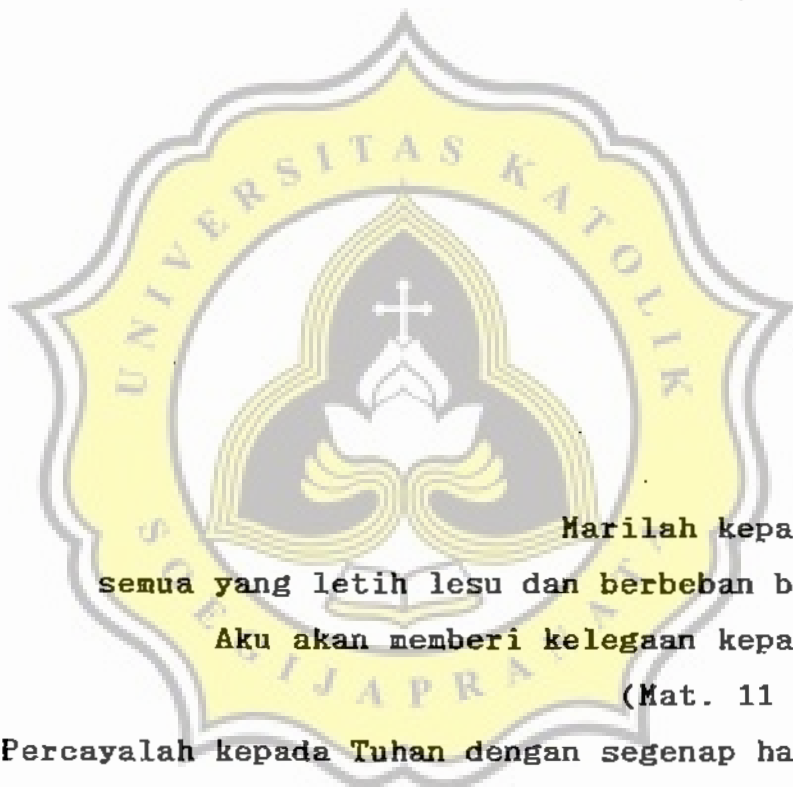 UNIVERSITAS KATOLIK
SOEGIJAPRANATA
Marilah kepa
semua yang letih lesu dan berbeban b
Aku akan memberi kelegaan kepa
(Mat. 11
Percayalah kepada Tuhan dengan segenap ha